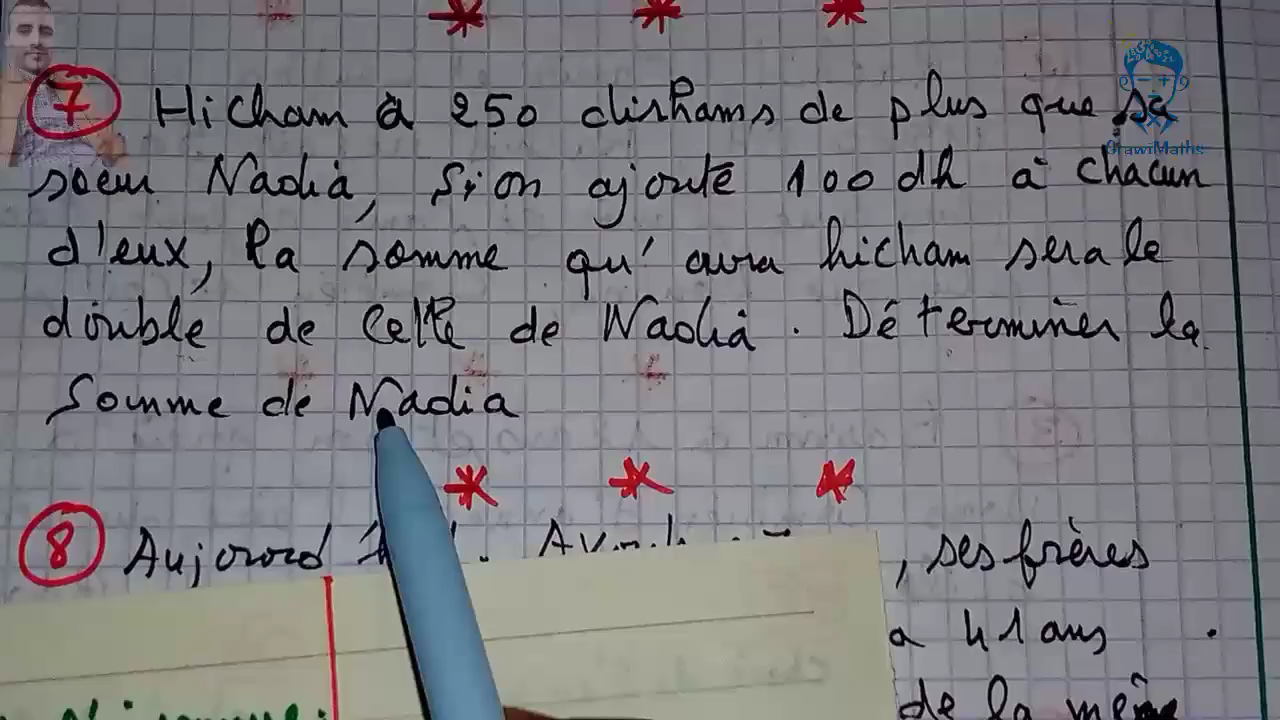 7 Hicham à 250 dirhams de plus que sa
soeur Nadia, Si on ajoute 100 dh à chacun
d'eux, la somme qu'aura hicham sera le
double de celle de Nadia. Déterminer la
Somme de Nadia
8 Aujourd , ses frères
a 41 ans .
de la même